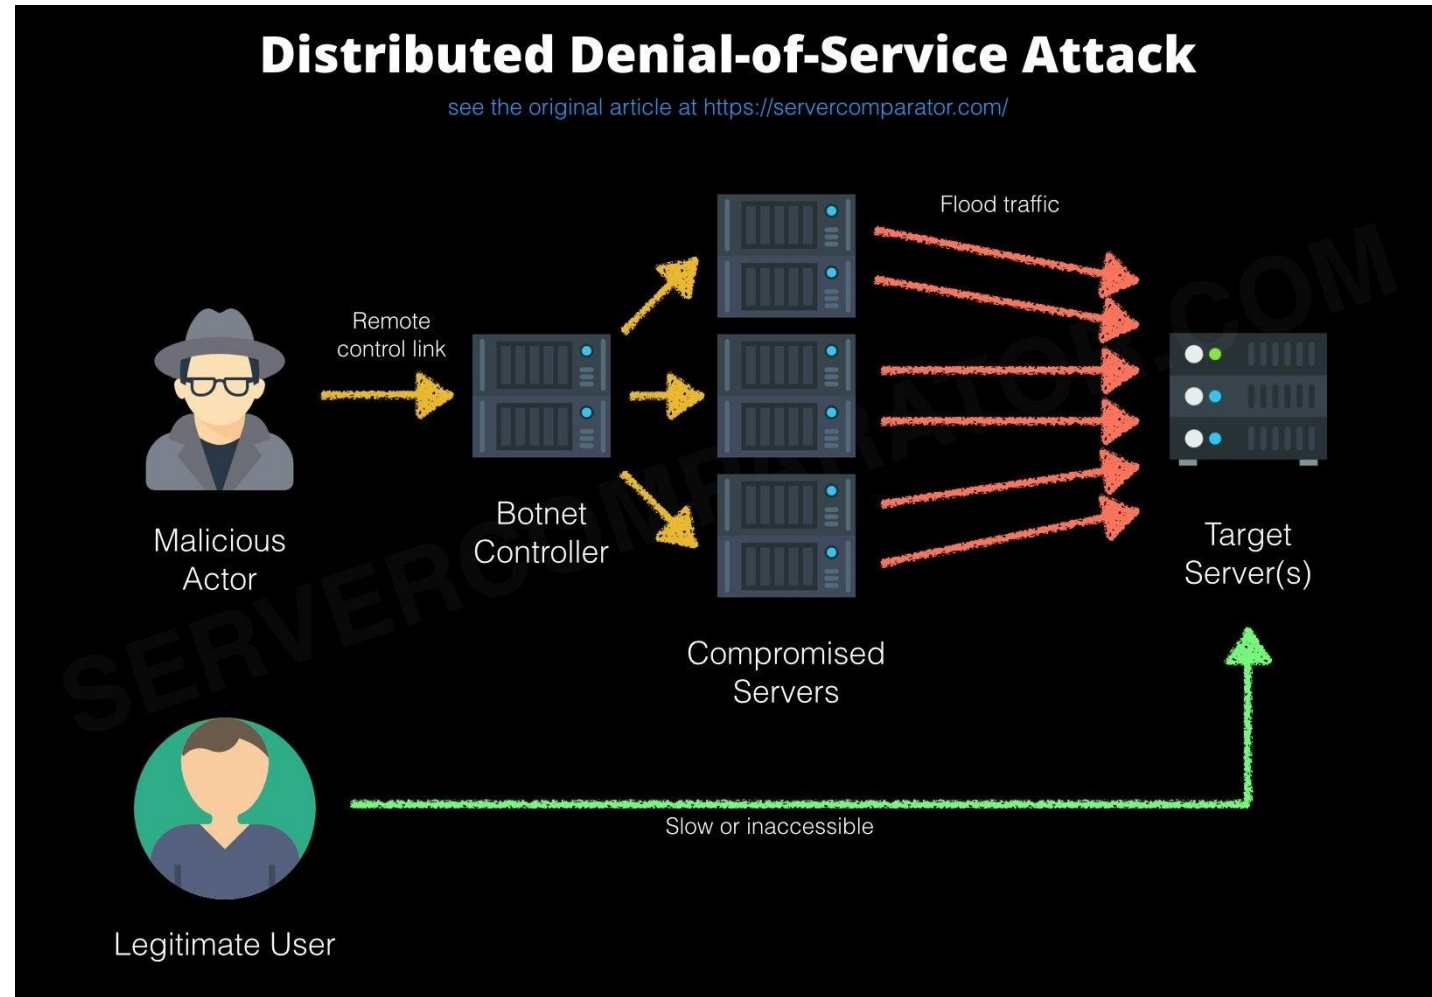 Distributed Denial-of-Service Attack
see the original article at https://servercomparator.com/
Flood traffic
Remote
control link
Malicious
Actor
Botnet
Controller
Compromised
Servers
Target
Server(s)
Slow or inaccessible
Legitimate User
SERVERCOMPARATOR.COM